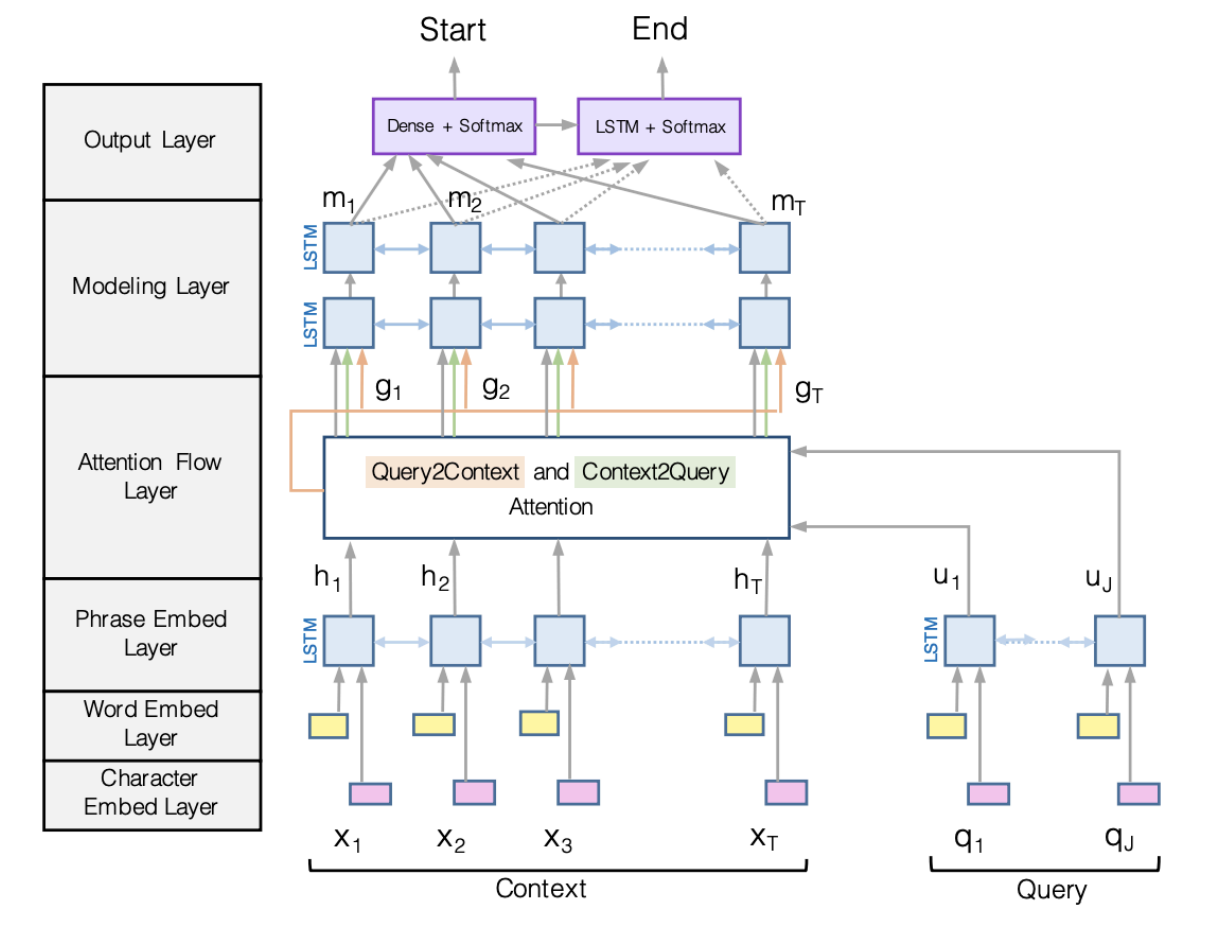 Start End
Output Layer
Dense + Softmax
LSTM + Softmax
m1 m2 mT
LSTM
Modeling Layer
LSTM
g1 g2 gT
Attention Flow
Layer
Query2Context and Context2Query
Attention
h1 h2 hT
u1 uJ
Phrase Embed
Layer
LSTM
LSTM
Word Embed
Layer
Character
Embed Layer
x1 x2 x3 xT
q1 qJ
Context
Query